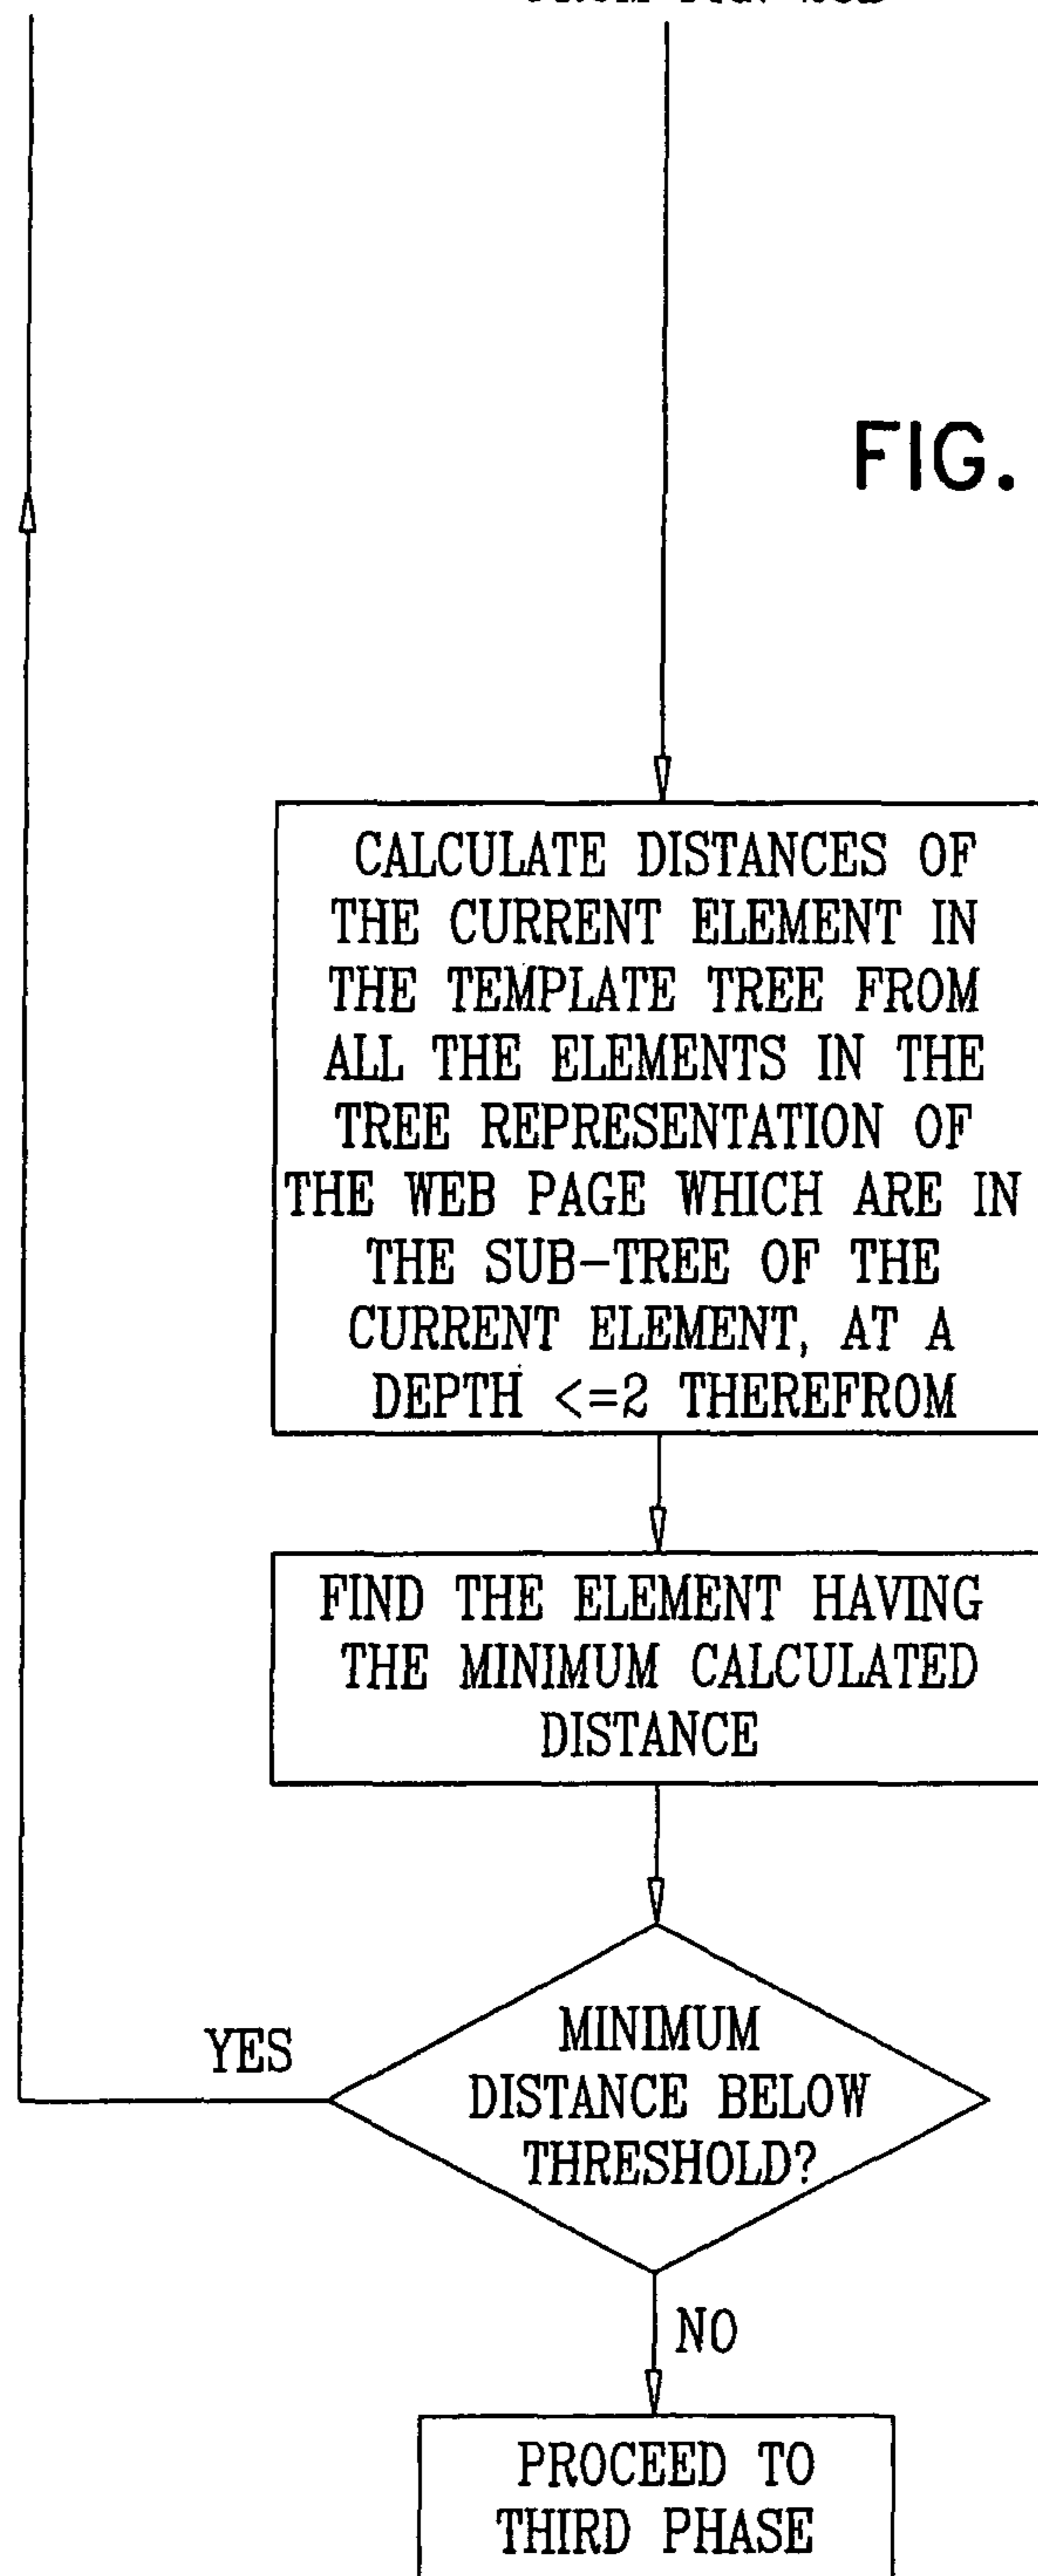 FIG.
CALCULATE DISTANCES OF
THE CURRENT ELEMENT IN
THE TEMPLATE TREE FROM
ALL THE ELEMENTS IN THE
TREE REPRESENTATION OF
THE WEB PAGE WHICH ARE IN
THE SUB-TREE OF THE
CURRENT ELEMENT, AT A
DEPTH <=2 THEREFROM
FIND THE ELEMENT HAVING
THE MINIMUM CALCULATED
DISTANCE
MINIMUM
DISTANCE BELOW
THRESHOLD?
YES
NO
PROCEED TO
THIRD PHASE